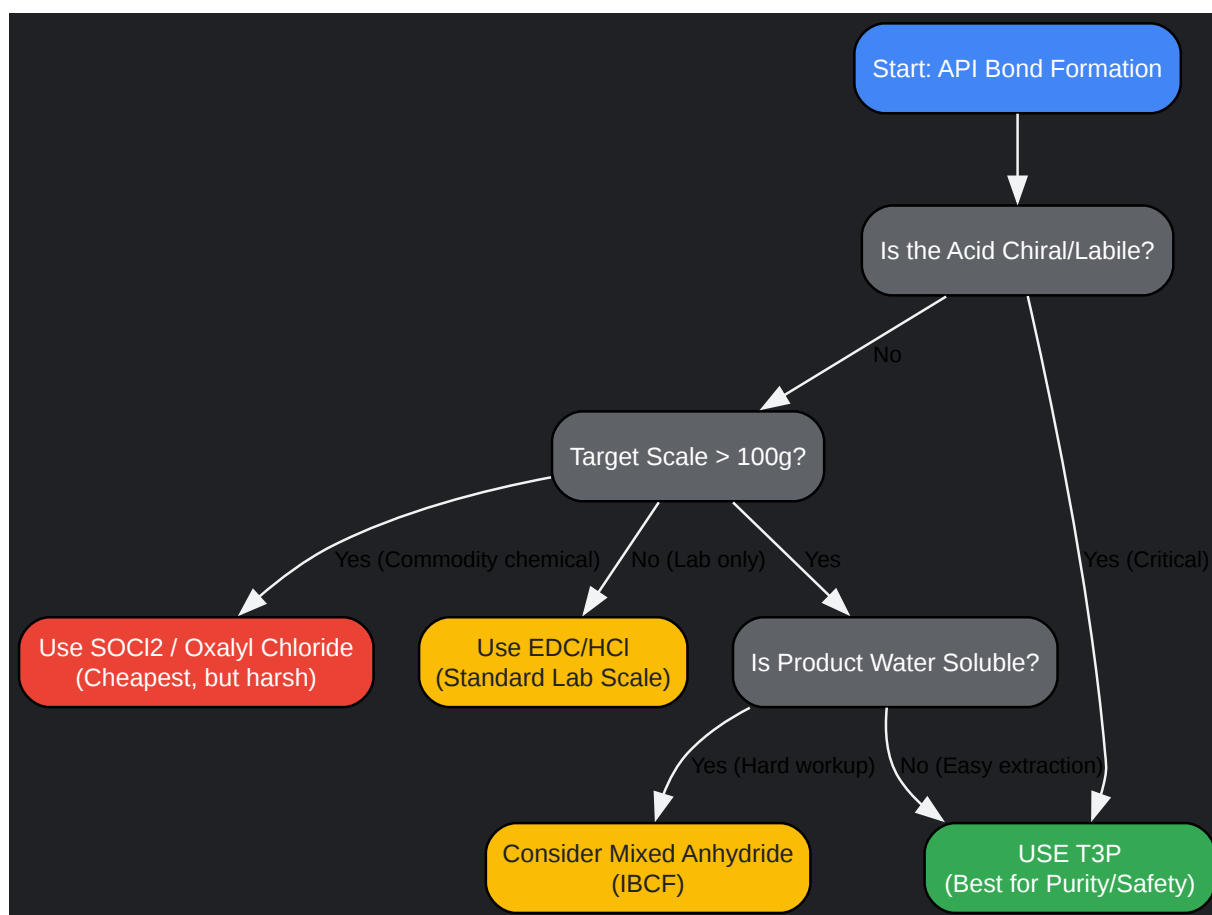 Start: API Bond Formation
Is the Acid Chiral/Labile?
No
Target Scale > 100g?
Yes (Commodity chemical)
No (Lab only)
Yes
Yes (Critical)
Use SOCl2 / Oxalyl Chloride
(Cheapest, but harsh)
Use EDC/HCl
(Standard Lab Scale)
Is Product Water Soluble?
Yes (Hard workup)
No (Easy extraction)
Consider Mixed Anhydride
(IBCF)
USE T3P
(Best for Purity/Safety)